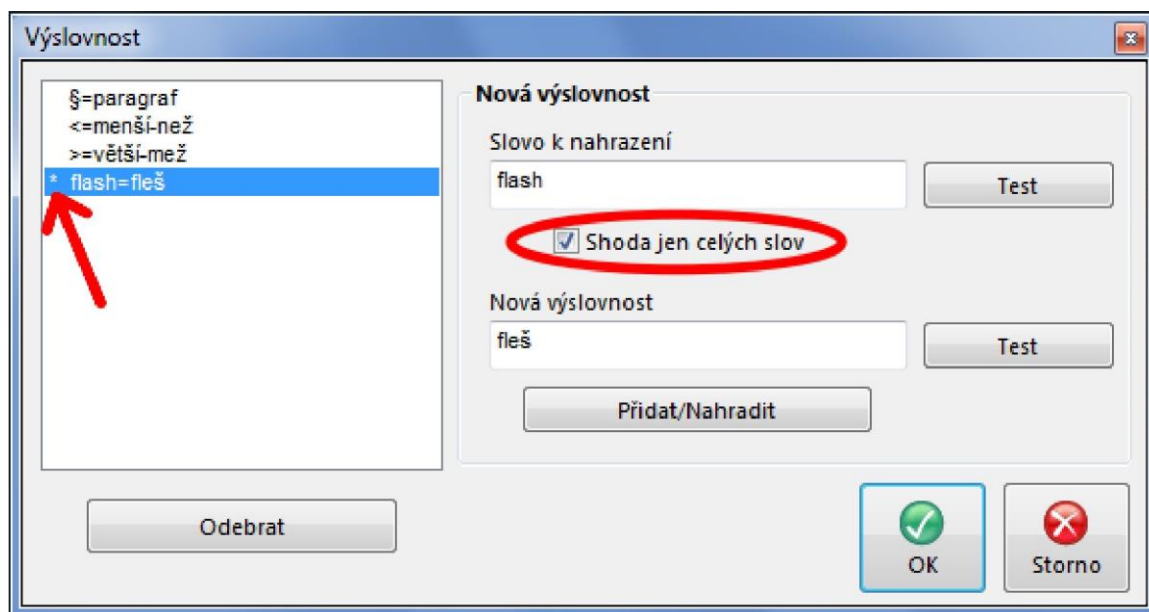 Výslovnost
§=paragraf
<=menší-než
>=větší-mež
* flash=fleš
Odebrat
Nová výslovnost
Slovo k nahrazení
flash
Test
Shoda jen celých slov
Nová výslovnost
fleš
Test
Přidat/Nahradit
OK
Storno